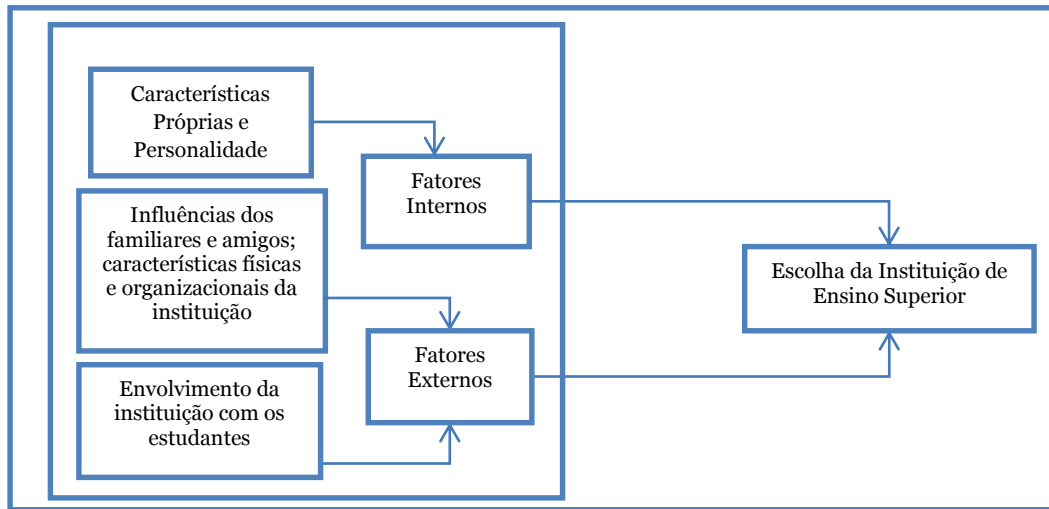 Características
Próprias e
Personalidade
Fatores
Internos
Influências dos
familiares e amigos;
características físicas
e organizacionais da
instituição
Escolha da Instituição de
Ensino Superior
Fatores
Externos
Envolvimento da
instituição com os
estudantes